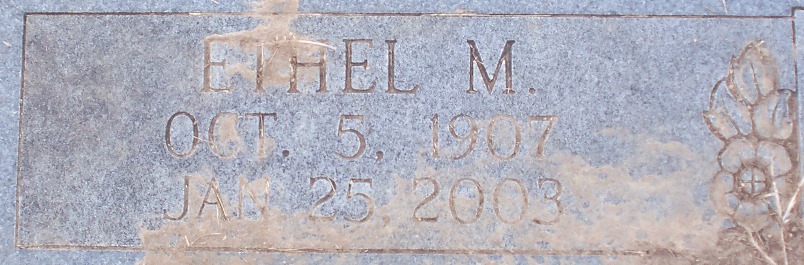 ETHEL M.
OCT. 5, 1907
JAN 25, 2003